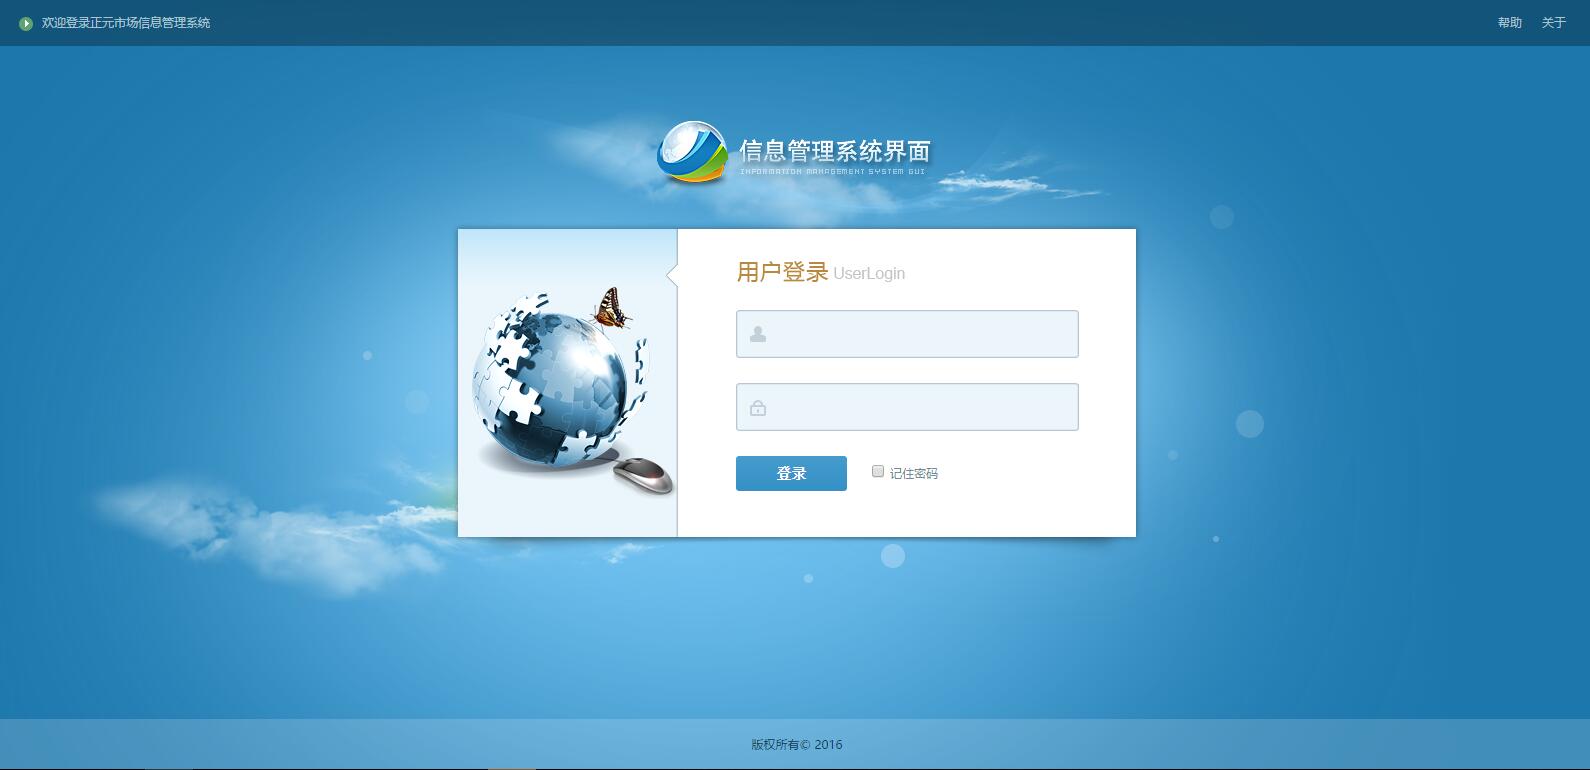 欢迎登录正元市场信息管理系统
帮助 关于
信息管理系统界面
INFORMATION MANAGEMENT SYSTEM GUI
用户登录 UserLogin
登录 记住密码
版权所有© 2016